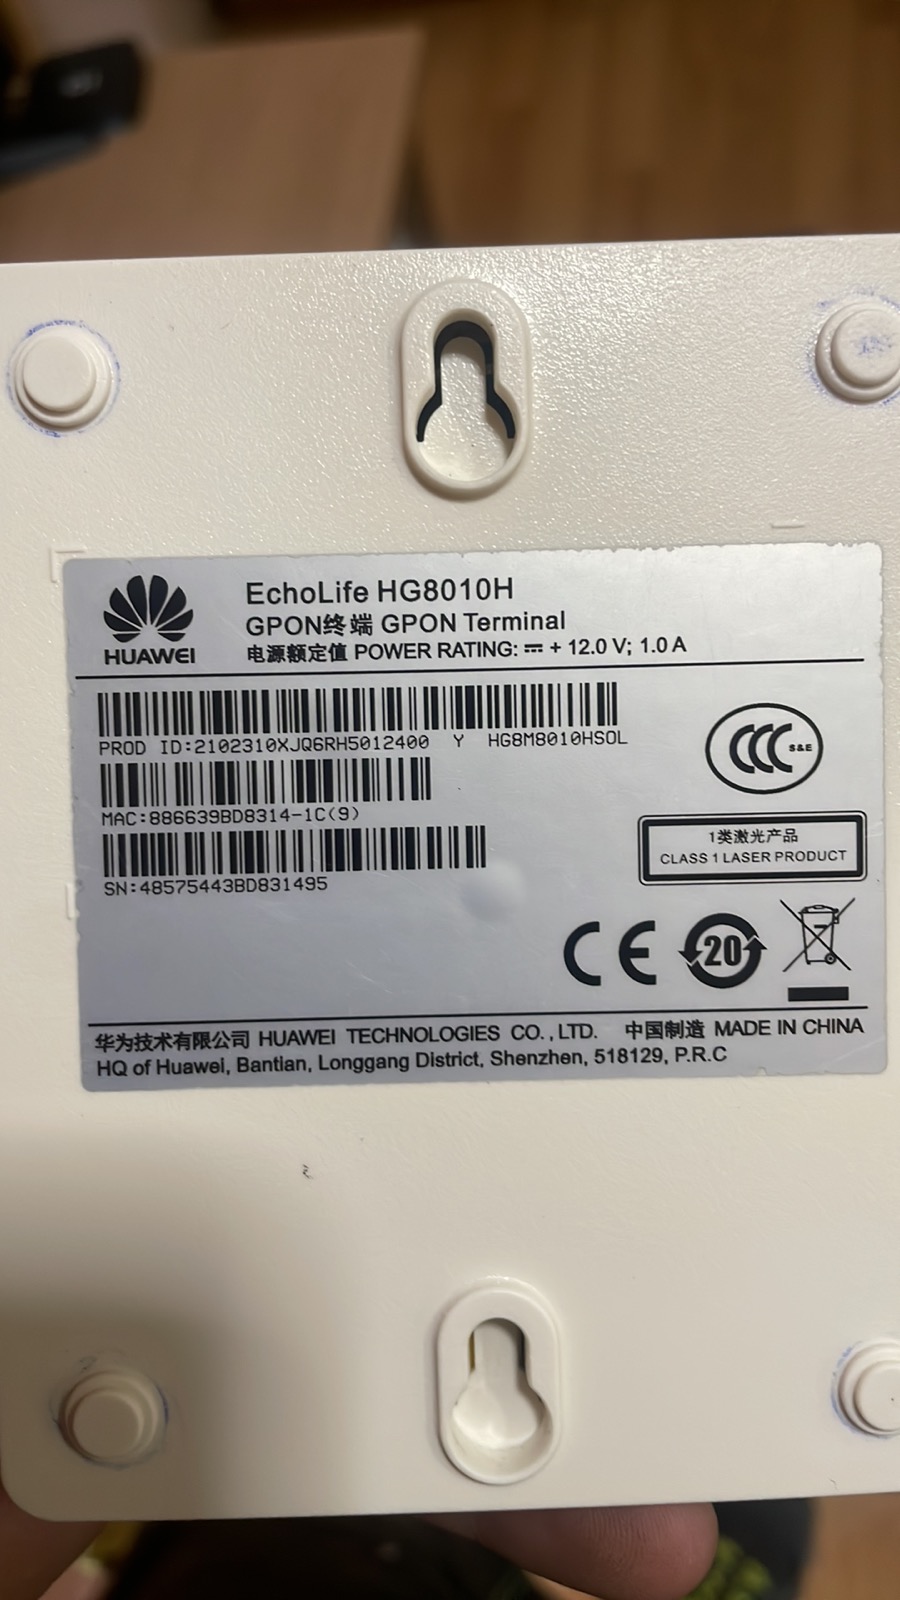 EchoLife HG8010H
GPON终端 GPON Terminal
电源额定值 POWER RATING: ⎓ + 12.0 V; 1.0 A
HUAWEI
PROD ID:2102310XJQ6RH5012400 Y HG8M8010HSOL
MAC:886639BD8314-1C(9)
SN:48575443BD831495
CCC S&E
1类激光产品
CLASS 1 LASER PRODUCT
CE 20
华为技术有限公司 HUAWEI TECHNOLOGIES CO.,LTD. 中国制造 MADE IN CHINA
HQ of Huawei, Bantian, Longgang District, Shenzhen, 518129, P.R.C